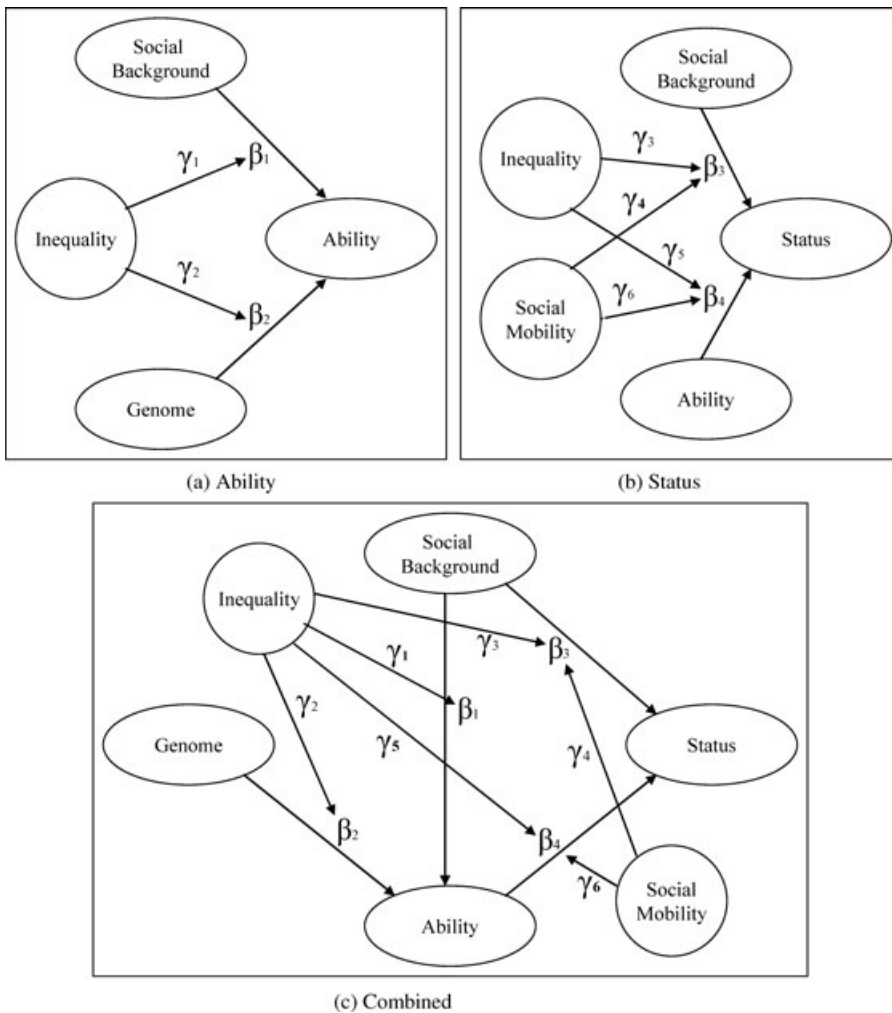 Social
Background
γ1
β1
Inequality
Ability
γ2
β2
Genome
(a) Ability
Social
Background
Inequality
γ3
β3
γ4
Status
γ5
β4
γ6
Social
Mobility
Ability
(b) Status
Social
Background
Inequality
γ3
β3
γ1
γ2
β1
Genome
γ5
γ4
Status
β2
β4
γ6
Social
Mobility
Ability
(c) Combined